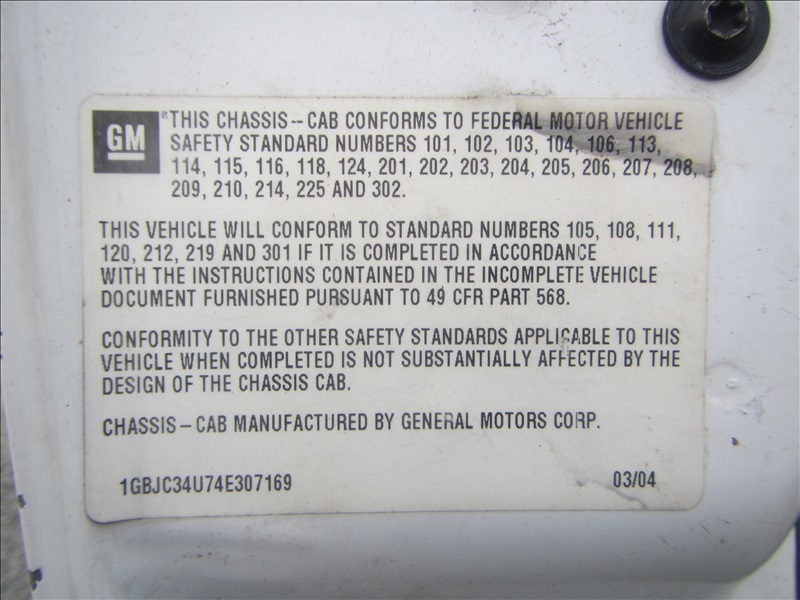 GM
*THIS CHASSIS-CAB CONFORMS TO FEDERAL MOTOR VEHICLE
SAFETY STANDARD NUMBERS 101, 102, 103, 104, 106, 113,
114, 115, 116, 118, 124, 201, 202, 203, 204, 205, 206, 207, 208,
209, 210, 214, 225 AND 302.
THIS VEHICLE WILL CONFORM TO STANDARD NUMBERS 105, 108, 111,
120, 212, 219 AND 301 IF IT IS COMPLETED IN ACCORDANCE
WITH THE INSTRUCTIONS CONTAINED IN THE INCOMPLETE VEHICLE
DOCUMENT FURNISHED PURSUANT TO 49 CFR PART 568.
CONFORMITY TO THE OTHER SAFETY STANDARDS APPLICABLE TO THIS
VEHICLE WHEN COMPLETED IS NOT SUBSTANTIALLY AFFECTED BY THE
DESIGN OF THE CHASSIS CAB.
CHASSIS-CAB MANUFACTURED BY GENERAL MOTORS CORP.
1GBJC34U74E307169 03/04